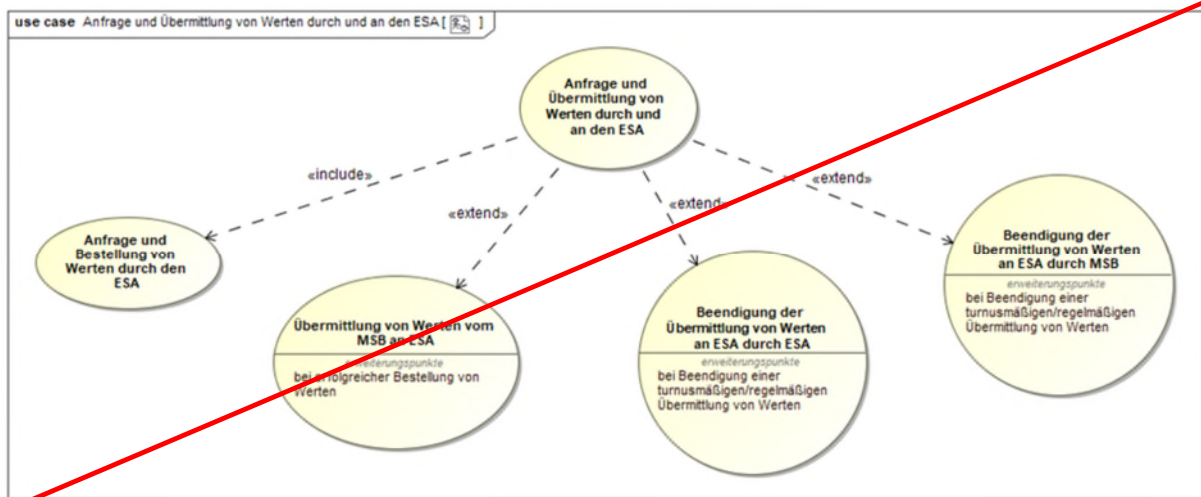 use case Anfrage und Übermittlung von Werten durch und an den ESA [ ]
Anfrage und
Übermittlung von
Werten durch und
an den ESA
«include»
«extend»
«extend»
«extend»
Anfrage und
Bestellung von
Werten durch den
ESA
Übermittlung von Werten vom
MSB an ESA
erweiterungspunkte
bei erfolgreicher Bestellung von
Werten
Beendigung der
Übermittlung von Werten
an ESA durch ESA
erweiterungspunkte
bei Beendigung einer
turnusmäßigen/regelmäßigen
Übermittlung von Werten
Beendigung der
Übermittlung von Werten
an ESA durch MSB
erweiterungspunkte
bei Beendigung einer
turnusmäßigen/regelmäßigen
Übermittlung von Werten